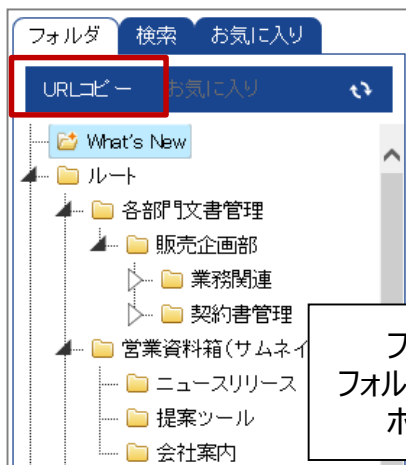 フォルダ 検索 お気に入り
URLコピー お気に入り
What's New
ルート
各部門文書管理
販売企画部
業務関連
契約書管理
営業資料箱(サムネイ
フ
フォル
ニュースリリース
ホ
提案ツール
会社案内